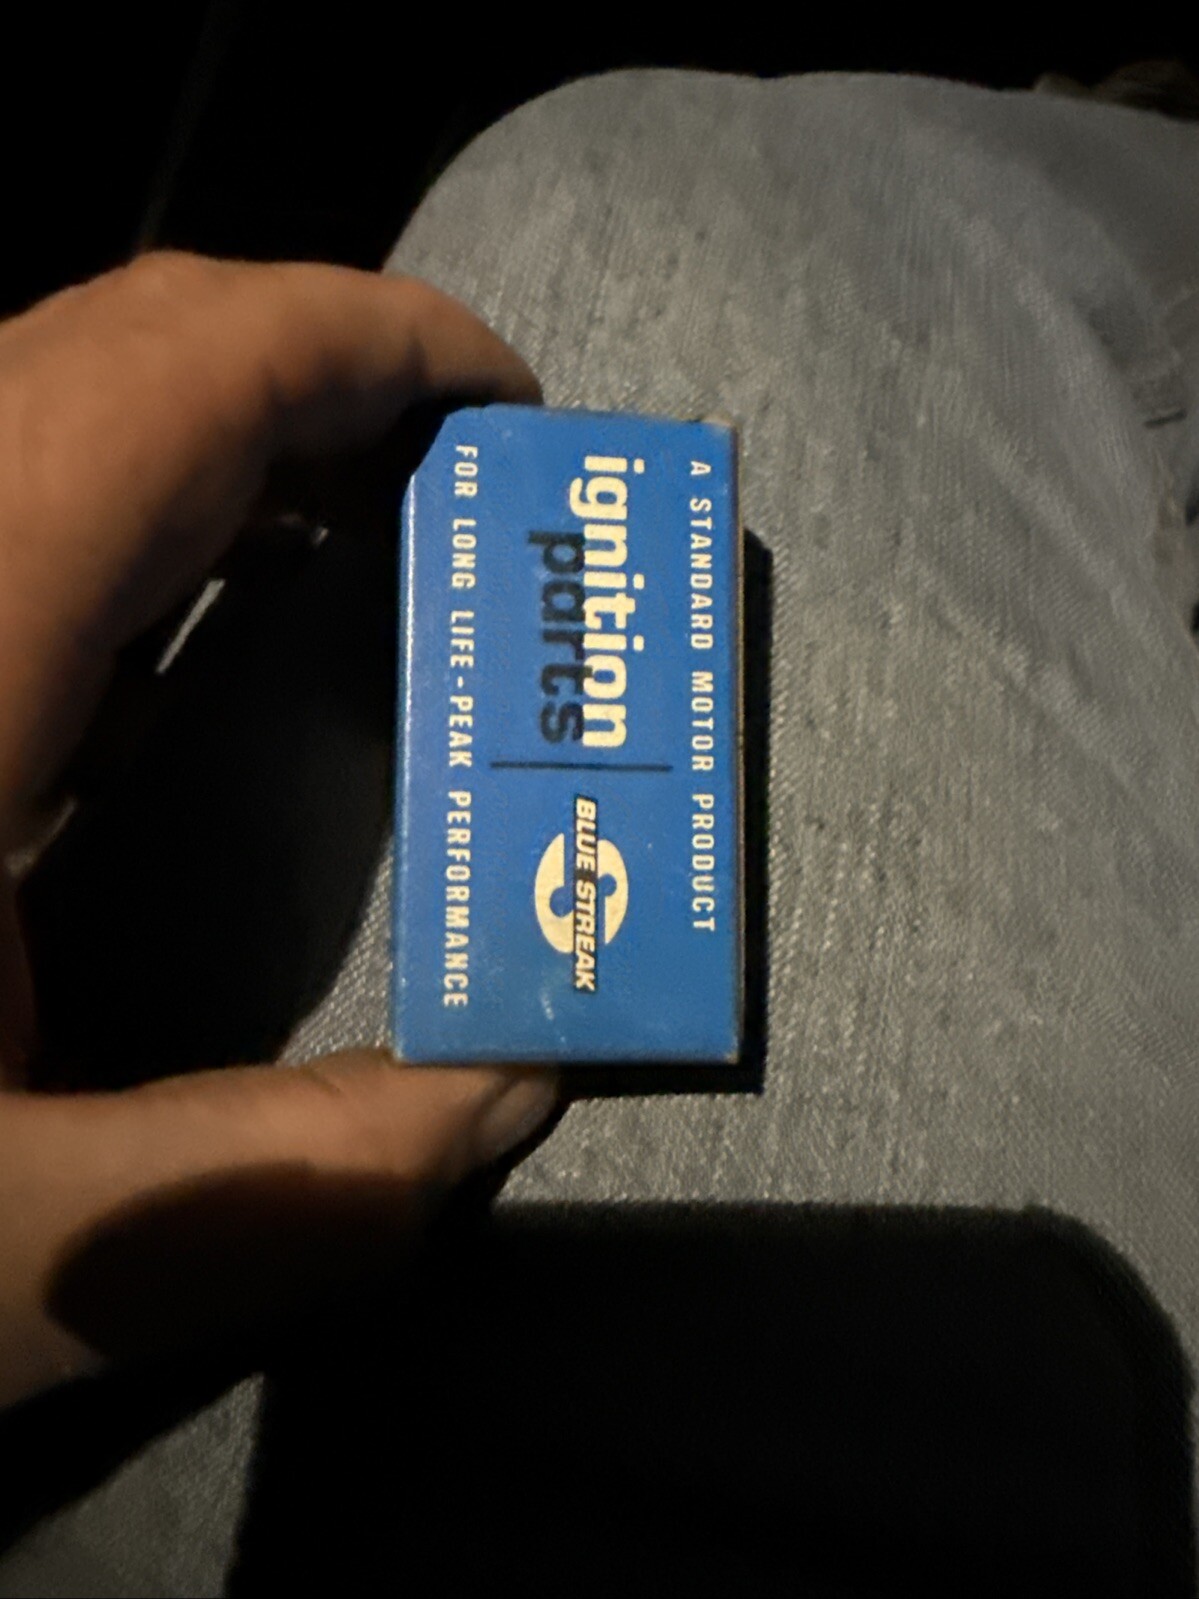 A STANDARD MOTOR PRODUCT
ignition
parts
BLUE STREAK
FOR LONG LIFE-PEAK PERFORMANCE